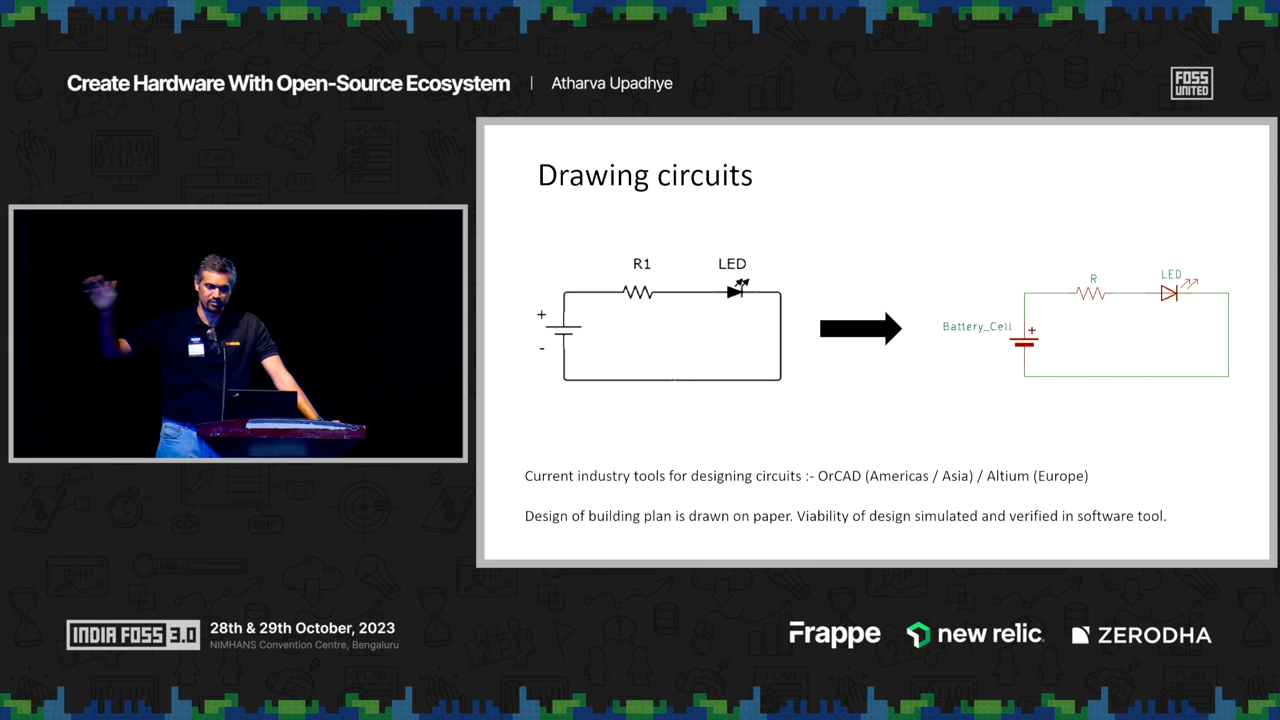 Create Hardware With Open-Source Ecosystem | Atharva Upadhye
FOSS
UNITED
Drawing circuits
R1
LED
+
-
R
LED
Battery_Cell
+
Current industry tools for designing circuits :- OrCAD (Americas / Asia) / Altium (Europe)
Design of building plan is drawn on paper. Viability of design simulated and verified in software tool.
INDIA FOSS 3.0
28th & 29th October, 2023
NIMHANS Convention Centre, Bengaluru
Frappe
new relic
ZERODHA